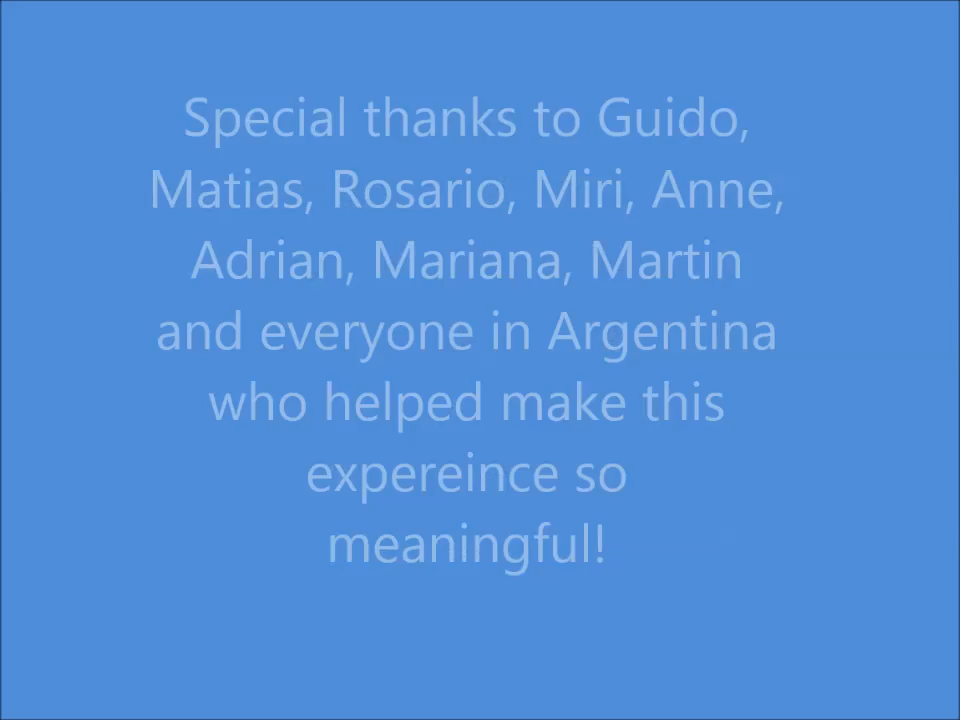 Special thanks to Guido,
Matias, Rosario, Miri, Anne,
Adrian, Mariana, Martin
and everyone in Argentina
who helped make this
expereince so
meaningful!